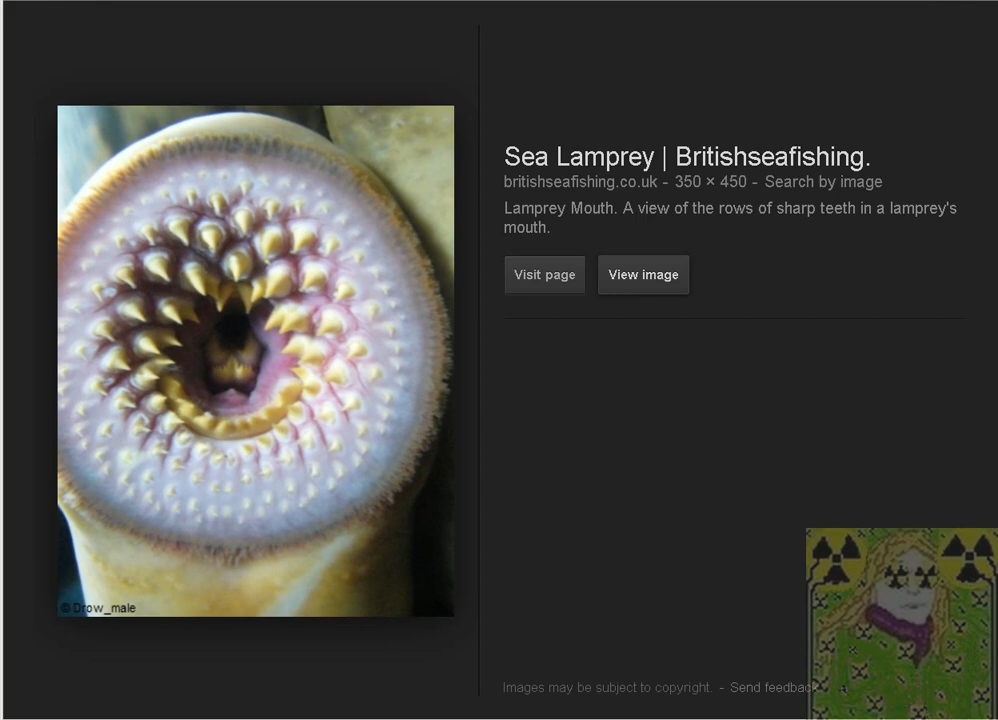 Sea Lamprey | Britishseafishing.
britishseafishing.co.uk - 350 × 450 - Search by image
Lamprey Mouth. A view of the rows of sharp teeth in a lamprey's
mouth.
Visit page View image
© Drow_male
Images may be subject to copyright. - Send feedback